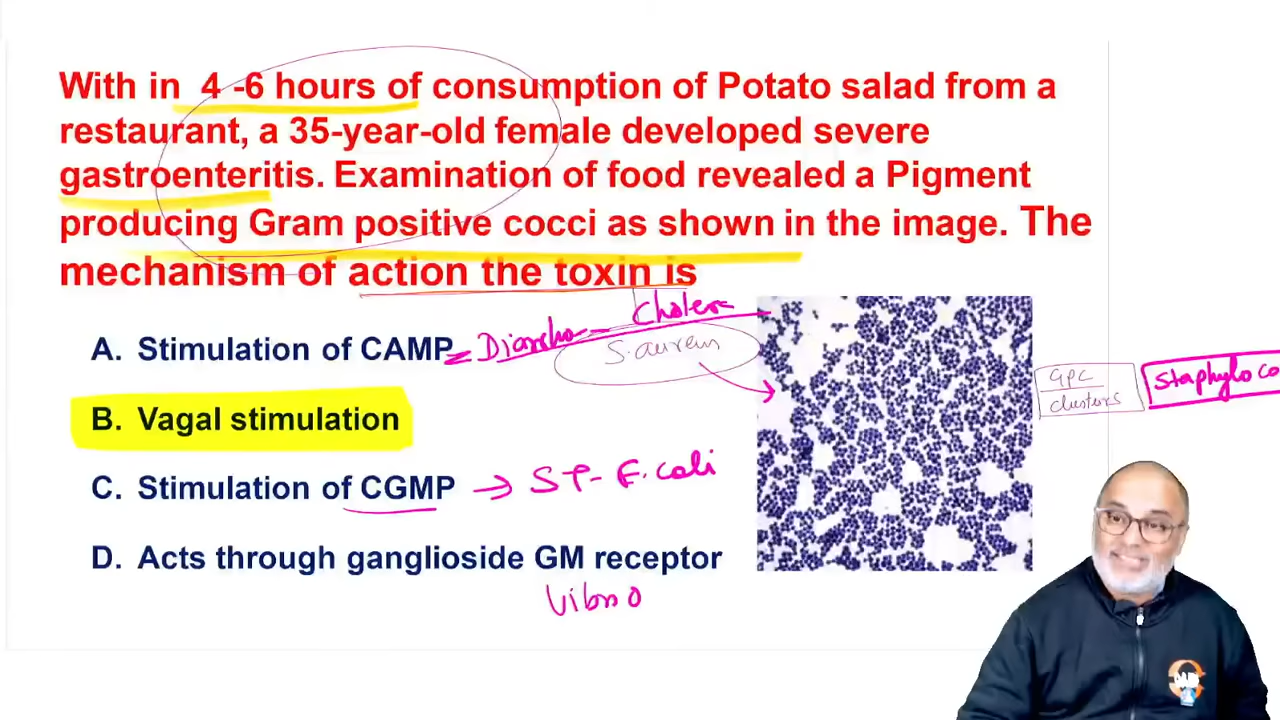 With in 4 -6 hours of consumption of Potato salad from a
restaurant, a 35-year-old female developed severe
gastroenteritis. Examination of food revealed a Pigment
producing Gram positive cocci as shown in the image. The
mechanism of action the toxin is
A. Stimulation of CAMP
Diarrhea - Cholera
S. aureus
GPC
clusters
Staphyloco
B. Vagal stimulation
C. Stimulation of CGMP
→ ST- E. coli
D. Acts through ganglioside GM receptor
Vibrio